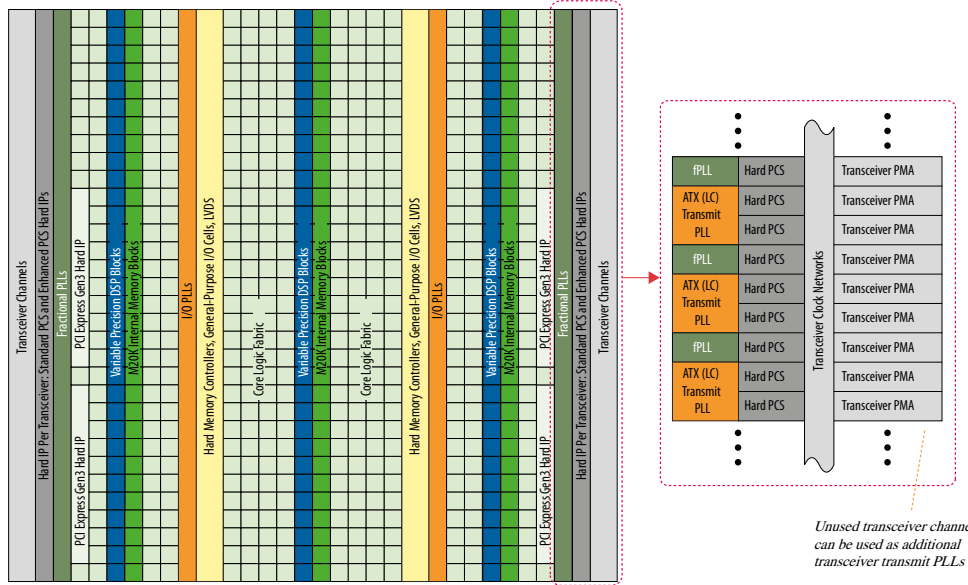 Transceiver Channels
Hard IP Per Transceiver: Standard PCS and Enhanced PCS Hard IPs
Fractional PLLs
PCI Express Gen3 Hard IP
PCI Express Gen3 Hard IP
Variable Precision DSP Blocks
M20K Internal Memory Blocks
I/O PLLs
Hard Memory Controllers, General-Purpose I/O Cells, LVDS
Core Logic Fabric
Variable Precision DSP Blocks
M20K Internal Memory Blocks
Core Logic Fabric
Hard Memory Controllers, General-Purpose I/O Cells, LVDS
I/O PLLs
Variable Precision DSP Blocks
M20K Internal Memory Blocks
PCI Express Gen3 Hard IP
PCI Express Gen3 Hard IP
Fractional PLLs
Hard IP Per Transceiver: Standard PCS and Enhanced PCS Hard IPs
Transceiver Channels
fPLL
ATX (LC)
Transmit
PLL
fPLL
ATX (LC)
Transmit
PLL
fPLL
ATX (LC)
Transmit
PLL
Hard PCS
Hard PCS
Hard PCS
Hard PCS
Hard PCS
Hard PCS
Hard PCS
Hard PCS
Hard PCS
Transceiver Clock Networks
Transceiver PMA
Transceiver PMA
Transceiver PMA
Transceiver PMA
Transceiver PMA
Transceiver PMA
Transceiver PMA
Transceiver PMA
Transceiver PMA
Unused transceiver
can be used as additional
transceiver transmit PLLs